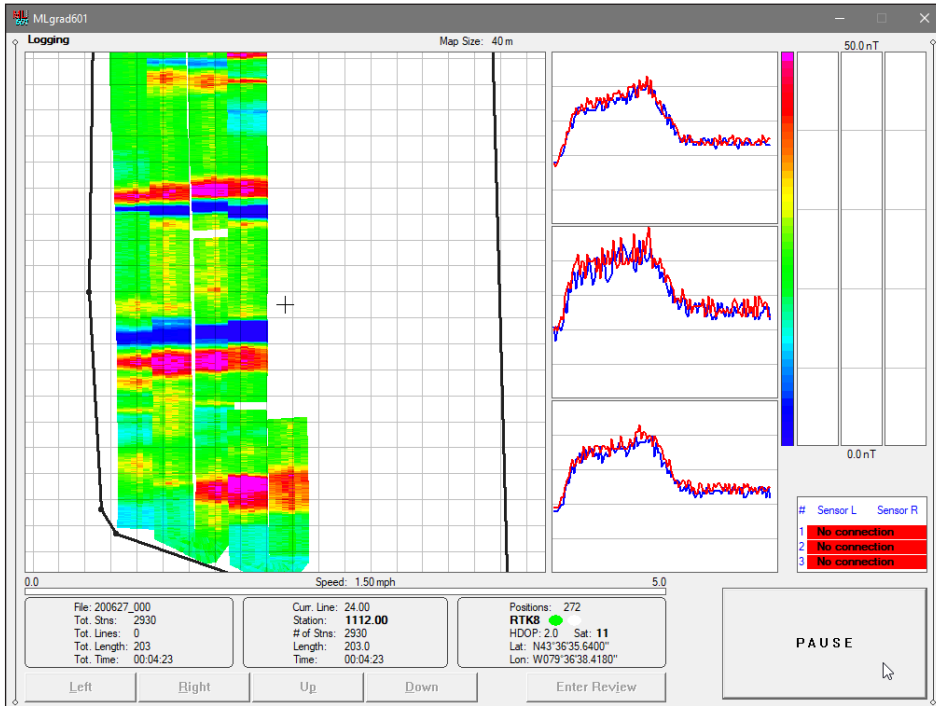 MLgrad601
Logging
Map Size: 40 m
50.0 nT
0.0 nT
# Sensor L Sensor R
1 No connection
2 No connection
3 No connection
0.0 Speed: 1.50 mph 5.0
File: 200627_000
Tot. Stns: 2930
Tot. Lines: 0
Tot. Length: 203
Tot. Time: 00:04:23
Curr. Line: 24.00
Station: 1112.00
# of Stns: 2930
Length: 203.0
Time: 00:04:23
Positions: 272
RTK8
HDOP: 2.0 Sat: 11
Lat: N43°36'35.6400"
Lon: W079°36'38.4180"
PAUSE
Left Right Up Down Enter Review